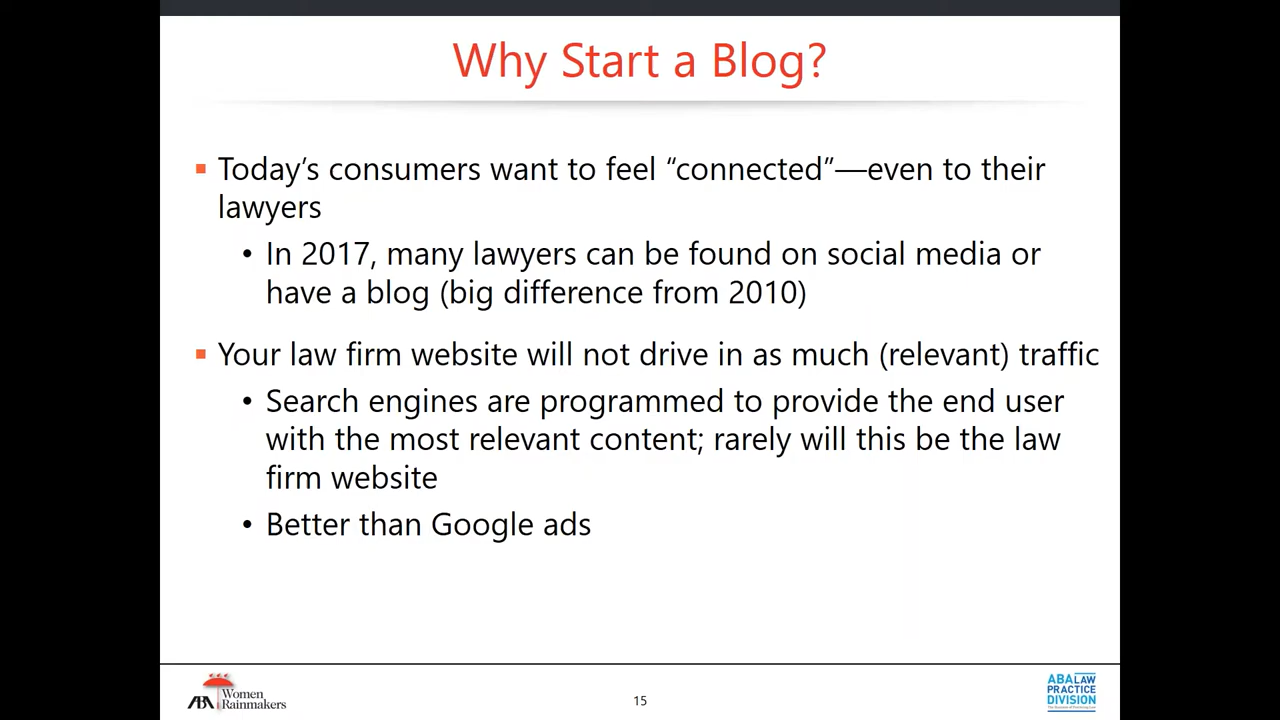 Why Start a Blog?
▪ Today’s consumers want to feel “connected”—even to their
lawyers
• In 2017, many lawyers can be found on social media or
have a blog (big difference from 2010)
▪ Your law firm website will not drive in as much (relevant) traffic
• Search engines are programmed to provide the end user
with the most relevant content; rarely will this be the law
firm website
• Better than Google ads
ABA Women
Rainmakers
15
ABA LAW
PRACTICE
DIVISION